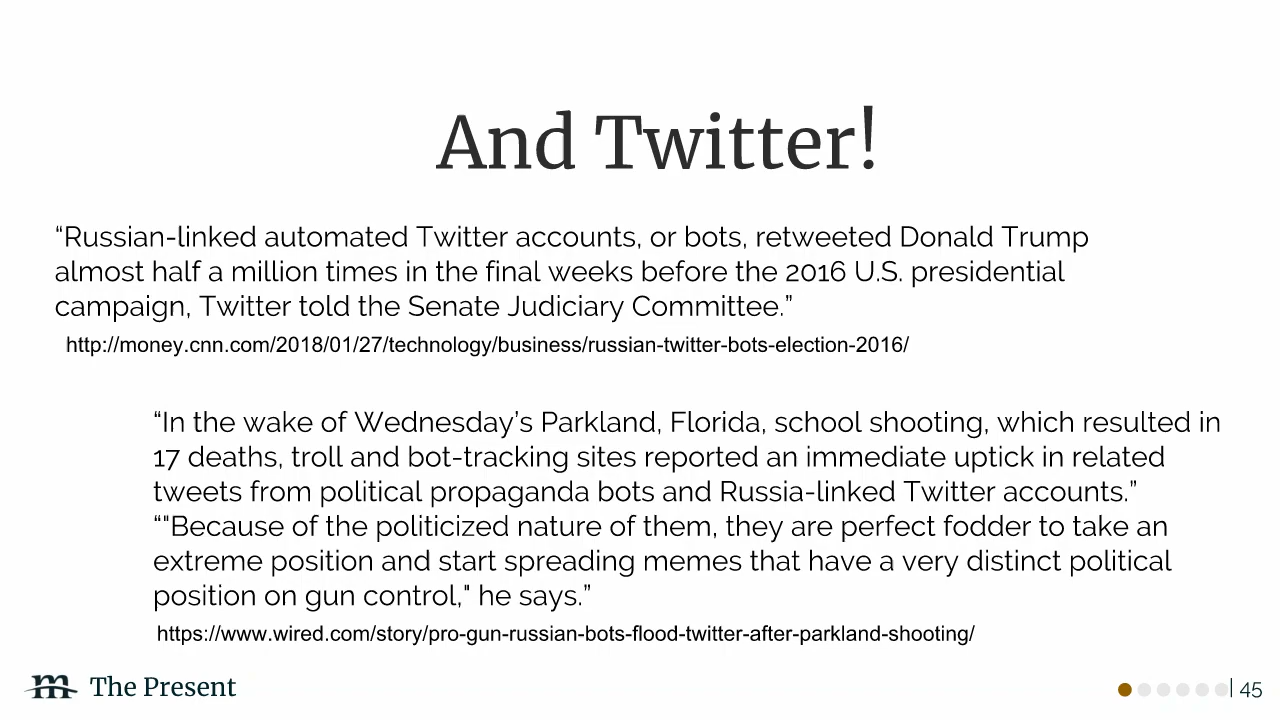 And Twitter!
“Russian-linked automated Twitter accounts, or bots, retweeted Donald Trump
almost half a million times in the final weeks before the 2016 U.S. presidential
campaign, Twitter told the Senate Judiciary Committee.”
http://money.cnn.com/2018/01/27/technology/business/russian-twitter-bots-election-2016/
“In the wake of Wednesday’s Parkland, Florida, school shooting, which resulted in
17 deaths, troll and bot-tracking sites reported an immediate uptick in related
tweets from political propaganda bots and Russia-linked Twitter accounts.”
“"Because of the politicized nature of them, they are perfect fodder to take an
extreme position and start spreading memes that have a very distinct political
position on gun control," he says.”
https://www.wired.com/story/pro-gun-russian-bots-flood-twitter-after-parkland-shooting/
m The Present
| 45